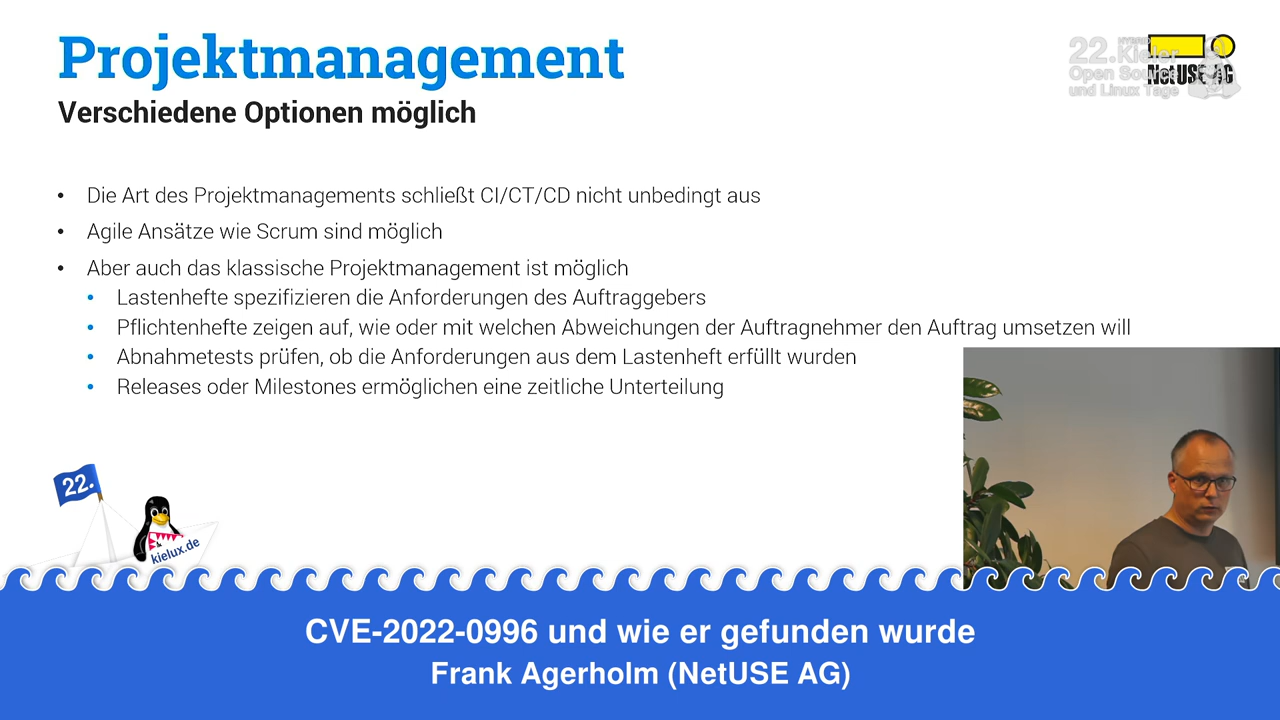 Projektmanagement
Verschiedene Optionen möglich
NetUSE AG
22. Kieler
Open Source
und Linux Tage
• Die Art des Projektmanagements schließt CI/CT/CD nicht unbedingt aus
• Agile Ansätze wie Scrum sind möglich
• Aber auch das klassische Projektmanagement ist möglich
• Lastenhefte spezifizieren die Anforderungen des Auftraggebers
• Pflichtenhefte zeigen auf, wie oder mit welchen Abweichungen der Auftragnehmer den Auftrag umsetzen will
• Abnahmetests prüfen, ob die Anforderungen aus dem Lastenheft erfüllt wurden
• Releases oder Milestones ermöglichen eine zeitliche Unterteilung
22.
kielux.de
CVE-2022-0996 und wie er gefunden wurde
Frank Agerholm (NetUSE AG)